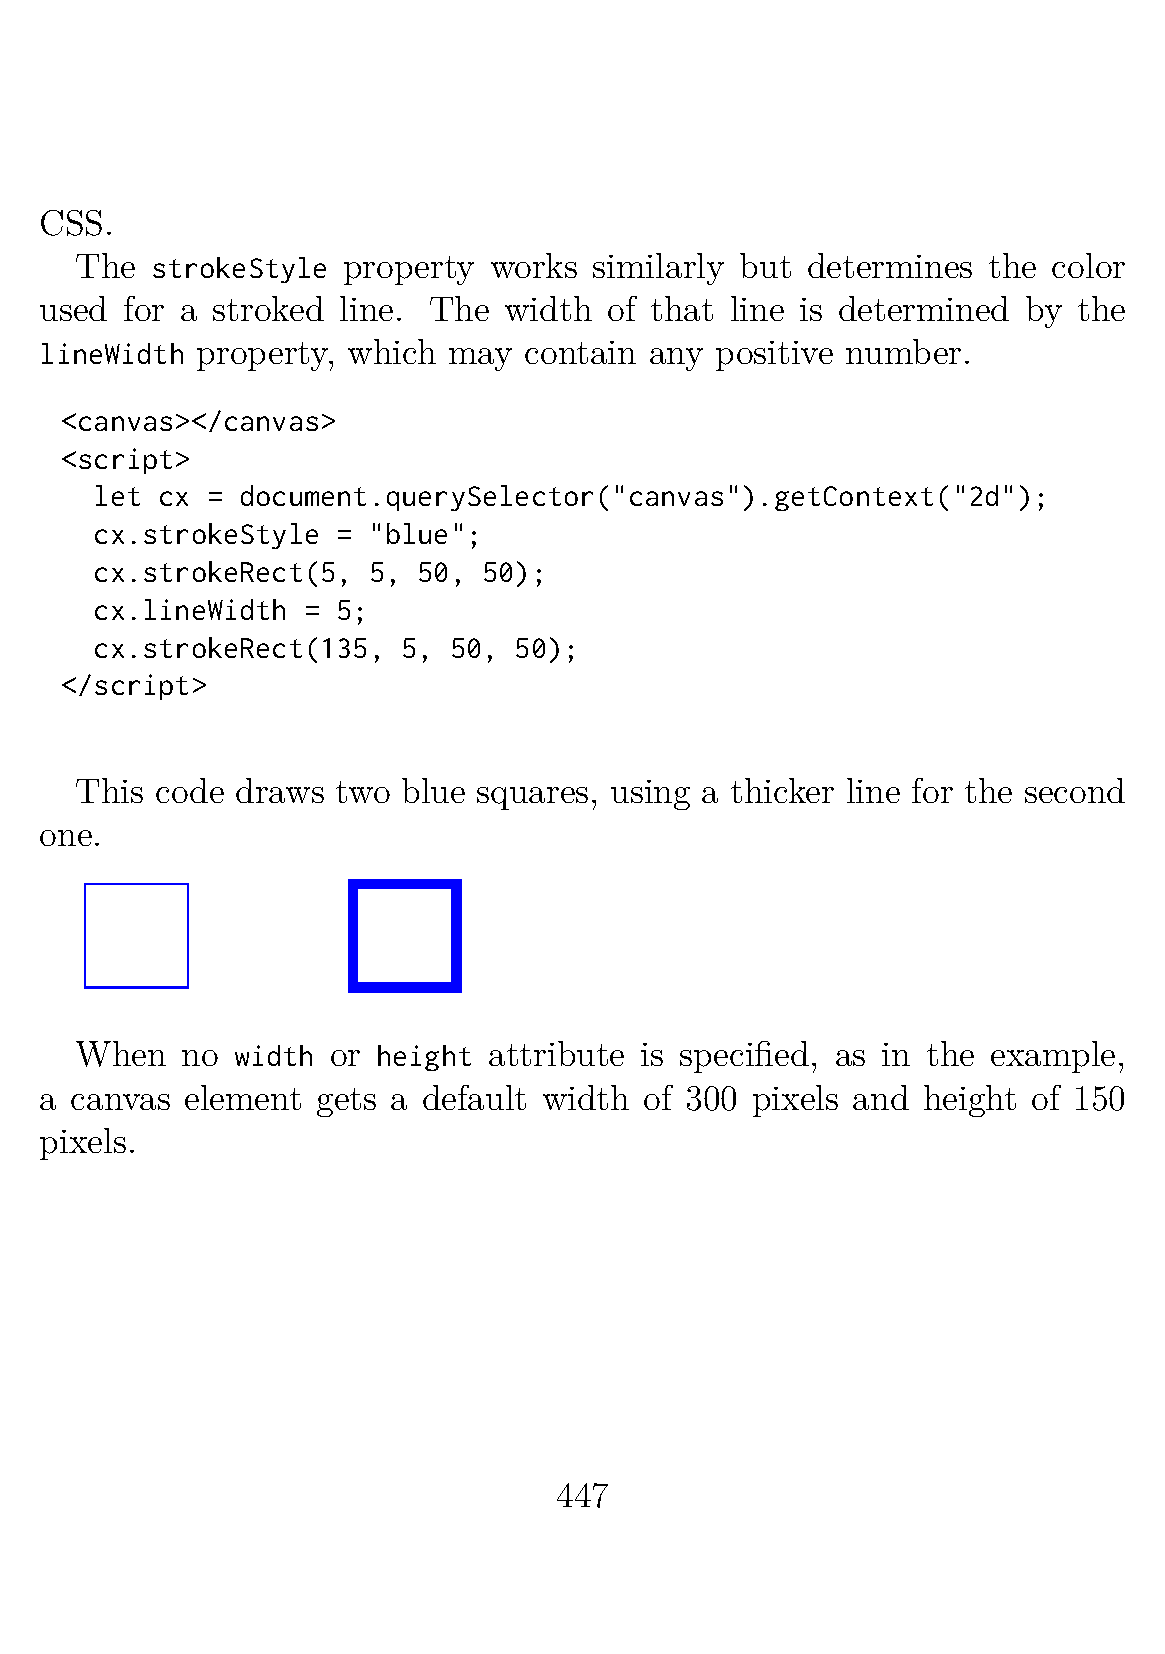 CSS.
The strokeStyle property works similarly but determines the color
used for a stroked line. The width of that line is determined by the
lineWidth property, which may contain any positive number.
<canvas></canvas>
<script>
  let cx = document.querySelector("canvas").getContext("2d");
  cx.strokeStyle = "blue";
  cx.strokeRect(5, 5, 50, 50);
  cx.lineWidth = 5;
  cx.strokeRect(135, 5, 50, 50);
</script>
This code draws two blue squares, using a thicker line for the second
one.
When no width or height attribute is specified, as in the example,
a canvas element gets a default width of 300 pixels and height of 150
pixels.
447